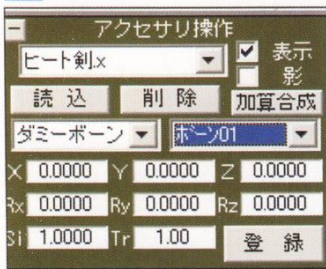 アクセサリ操作
ヒート剣.x
表示
影
読込 削除 加算合成
ダミーボーン ボーン01
X 0.0000 Y 0.0000 Z 0.0000
Rx 0.0000 Ry 0.0000 Rz 0.0000
Si 1.0000 Tr 1.00 登録